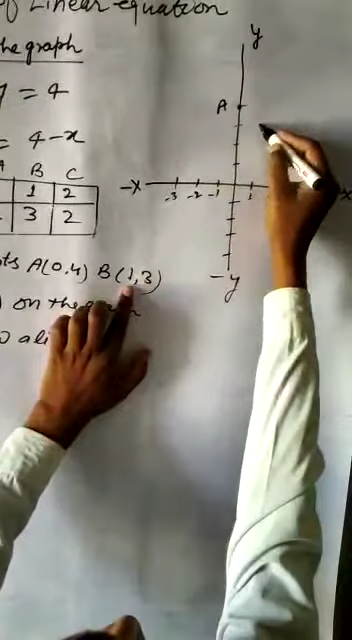 of Linear equation
he graph
y = 4
= 4-x
A B C
1 2
3 2
ts A(0,4) B(1,3)
) on the
y
A
-x -3 -2 -1 1 x
-y